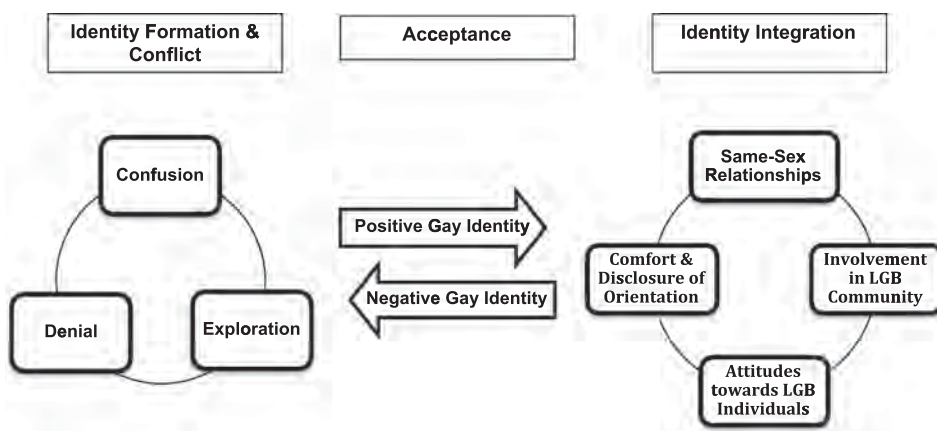 Identity Formation &
Conflict
Acceptance
Identity Integration
Confusion
Denial
Exploration
Positive Gay Identity
Negative Gay Identity
Same-Sex
Relationships
Comfort &
Disclosure of
Orientation
Involvement
in LGB
Community
Attitudes
towards LGB
Individuals